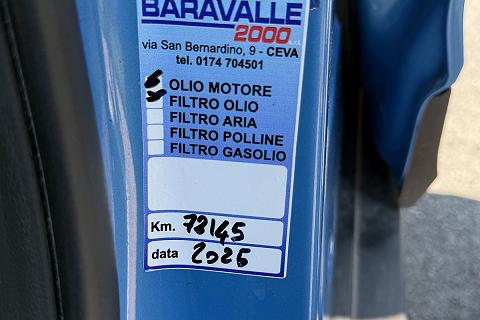 BARAVALLE
2000
via San Bernardino, 9 - CEVA
tel. 0174 704501
OLIO MOTORE
FILTRO OLIO
FILTRO ARIA
FILTRO POLLINE
FILTRO GASOLIO
Km. 72145
data 2025